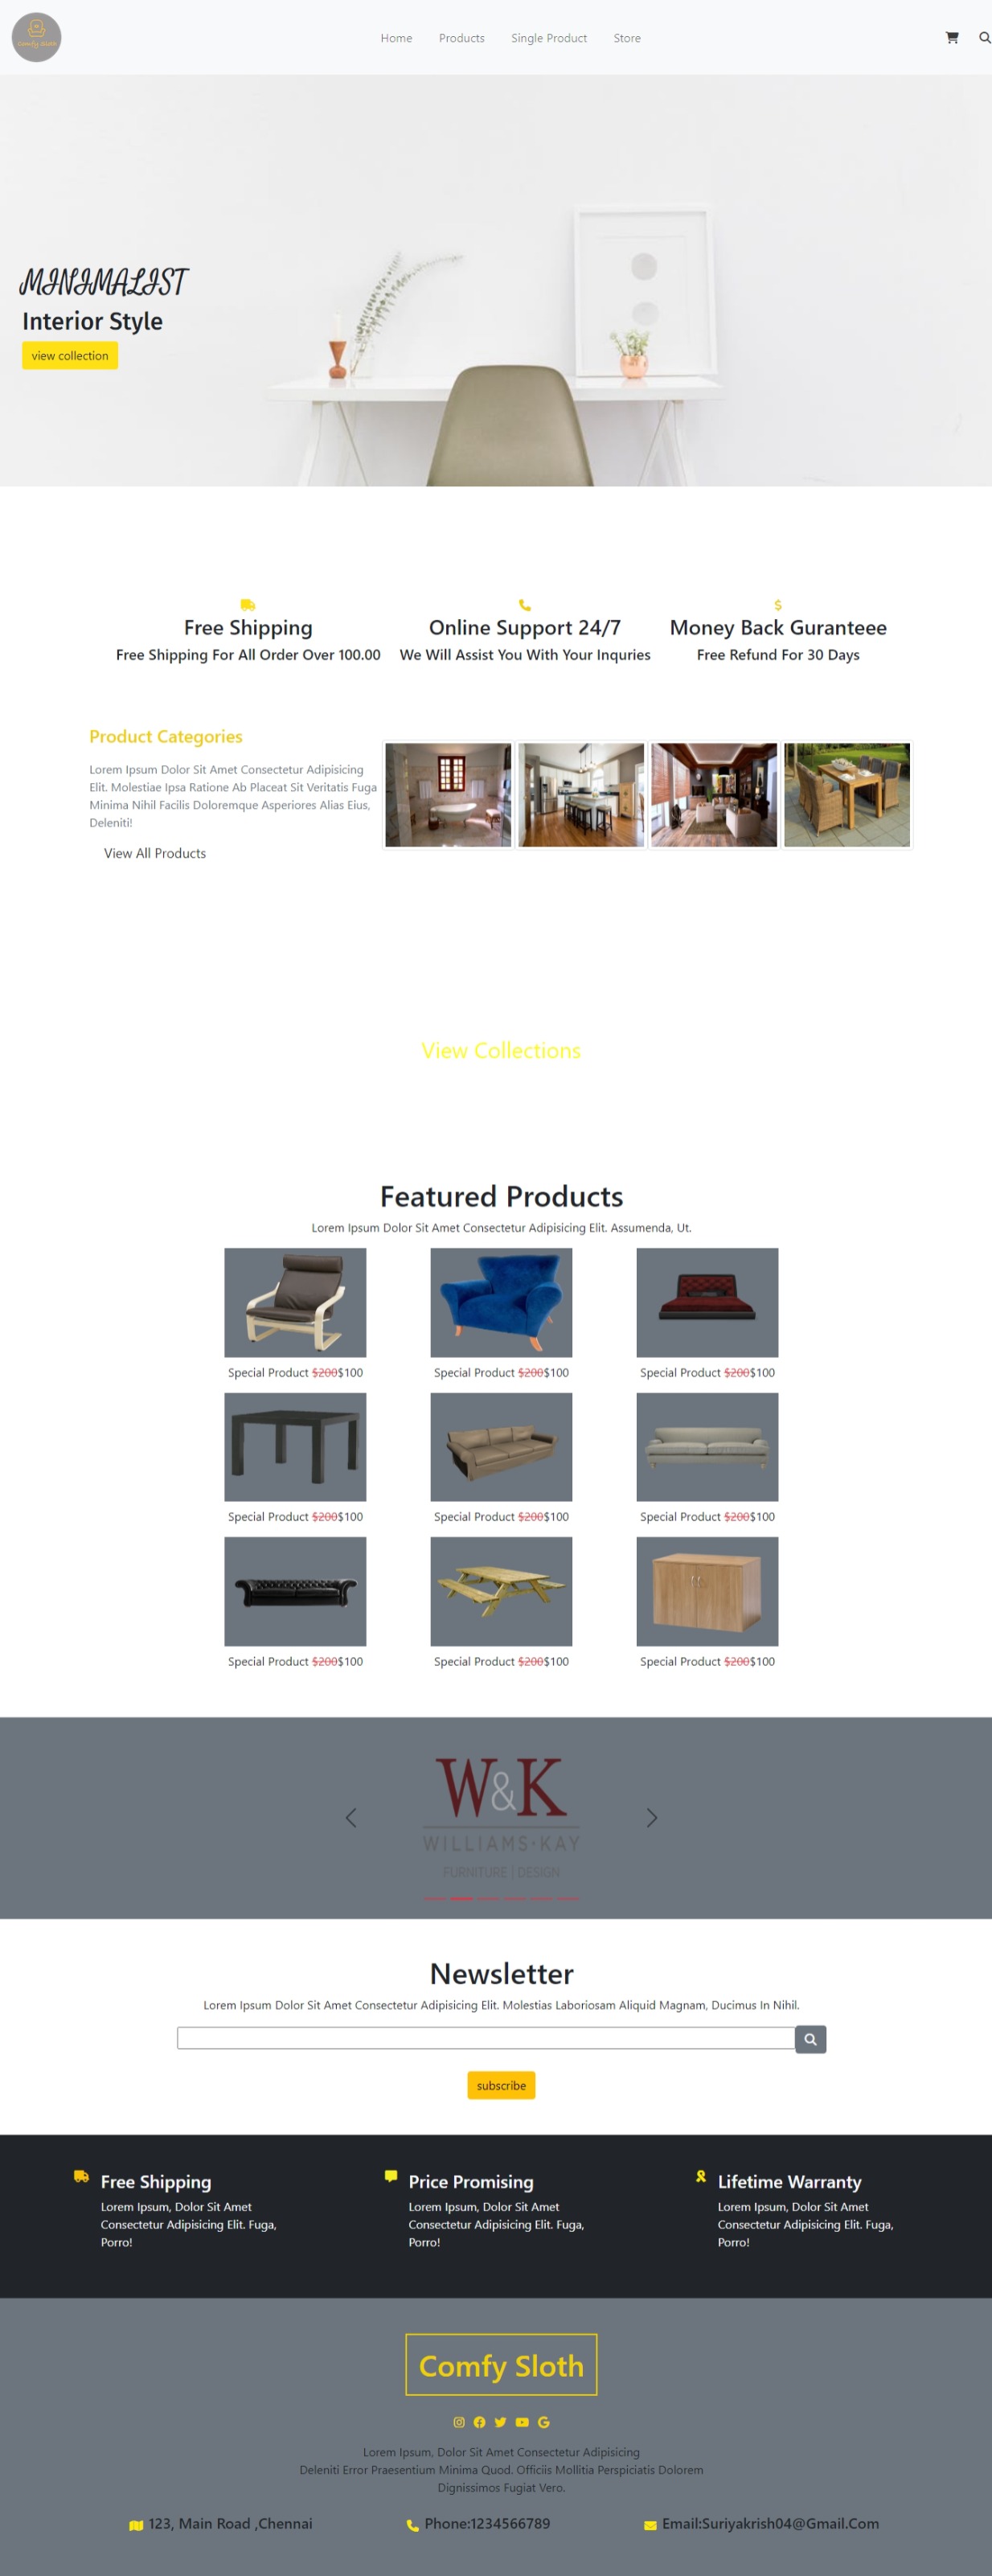 Comfy Sloth
Home Products Single Product Store
MINIMALIST
Interior Style
view collection
Free Shipping
Free Shipping For All Order Over 100.00
Online Support 24/7
We Will Assist You With Your Inquries
Money Back Guranteee
Free Refund For 30 Days
Product Categories
Lorem Ipsum Dolor Sit Amet Consectetur Adipisicing
Elit. Molestiae Ipsa Ratione Ab Placeat Sit Veritatis Fuga
Minima Nihil Facilis Doloremque Asperiores Alias Eius,
Deleniti!
View All Products
View Collections
Featured Products
Lorem Ipsum Dolor Sit Amet Consectetur Adipisicing Elit. Assumenda, Ut.
Special Product $200$100
Special Product $200$100
Special Product $200$100
Special Product $200$100
Special Product $200$100
Special Product $200$100
Special Product $200$100
Special Product $200$100
Special Product $200$100
W&K
WILLIAMS·KAY
FURNITURE | DESIGN
Newsletter
Lorem Ipsum Dolor Sit Amet Consectetur Adipisicing Elit. Molestias Laboriosam Aliquid Magnam, Ducimus In Nihil.
subscribe
Free Shipping
Lorem Ipsum, Dolor Sit Amet
Consectetur Adipisicing Elit. Fuga,
Porro!
Price Promising
Lorem Ipsum, Dolor Sit Amet
Consectetur Adipisicing Elit. Fuga,
Porro!
Lifetime Warranty
Lorem Ipsum, Dolor Sit Amet
Consectetur Adipisicing Elit. Fuga,
Porro!
Comfy Sloth
Lorem Ipsum, Dolor Sit Amet Consectetur Adipisicing
Deleniti Error Praesentium Minima Quod. Officiis Mollitia Perspiciatis Dolorem
Dignissimos Fugiat Vero.
123, Main Road ,Chennai
Phone:1234566789
Email:Suriyakrish04@Gmail.Com